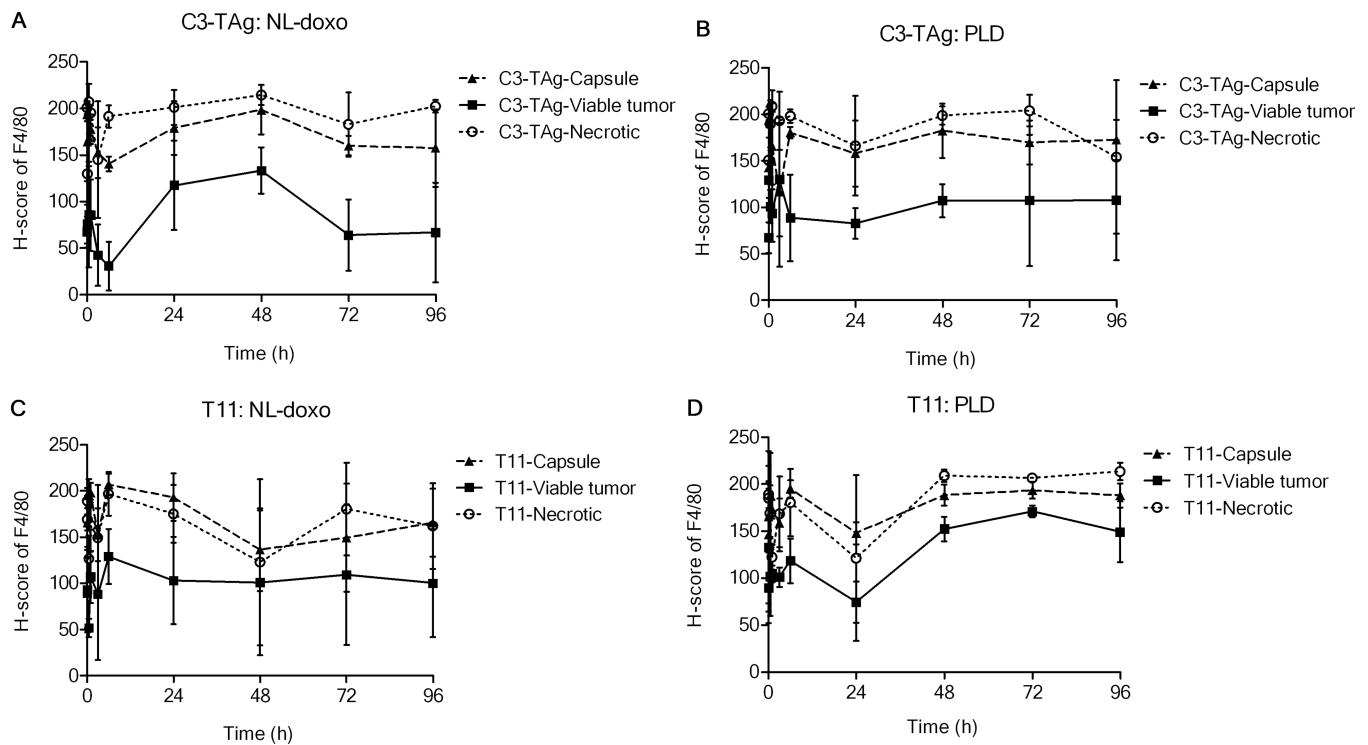 A
C3-TAg: NL-doxo
250
200
150
100
50
0
H-score of F4/80
0 24 48 72 96
Time (h)
C3-TAg-Capsule
C3-TAg-Viable tumor
C3-TAg-Necrotic
B
C3-TAg: PLD
250
200
150
100
50
0
H-score of F4/80
0 24 48 72 96
Time (h)
C3-TAg-Capsule
C3-TAg-Viable tumor
C3-TAg-Necrotic
C
T11: NL-doxo
250
200
150
100
50
0
H-score of F4/80
0 24 48 72 96
Time (h)
T11-Capsule
T11-Viable tumor
T11-Necrotic
D
T11: PLD
250
200
150
100
50
0
H-score of F4/80
0 24 48 72 96
Time (h)
T11-Capsule
T11-Viable tumor
T11-Necrotic